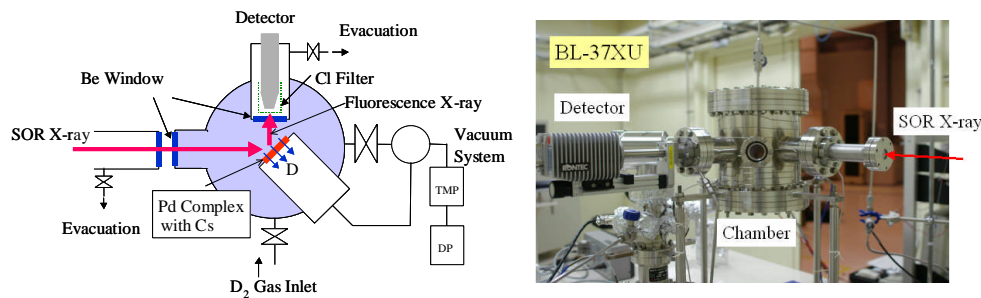 Detector
Evacuation
Be Window
Cl Filter
Fluorescence X-ray
SOR X-ray
Vacuum
System
D
TMP
Pd Complex
with Cs
Evacuation
DP
D2 Gas Inlet
BL-37XU
Detector
SOR X-ray
Chamber